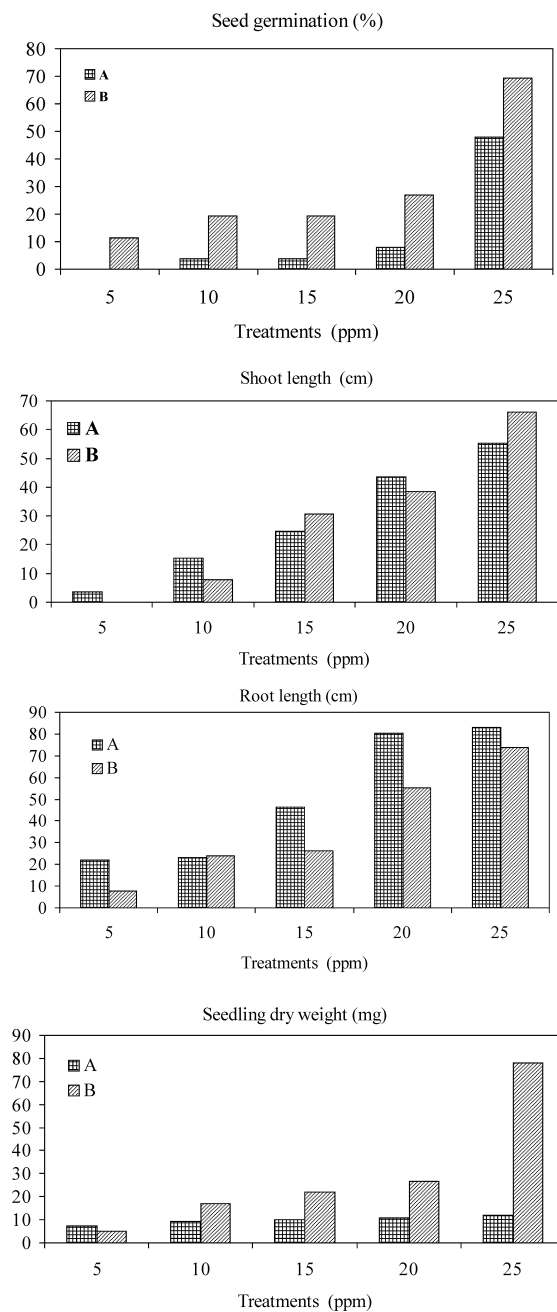 Seed germination (%)
80
70
60
50
40
30
20
10
0
A
B
5 10 15 20 25
Treatments (ppm)
Shoot length (cm)
70
60
50
40
30
20
10
0
A
B
5 10 15 20 25
Treatments (ppm)
Root length (cm)
90
80
70
60
50
40
30
20
10
0
A
B
5 10 15 20 25
Treatments (ppm)
Seedling dry weight (mg)
90
80
70
60
50
40
30
20
10
0
A
B
5 10 15 20 25
Treatments (ppm)